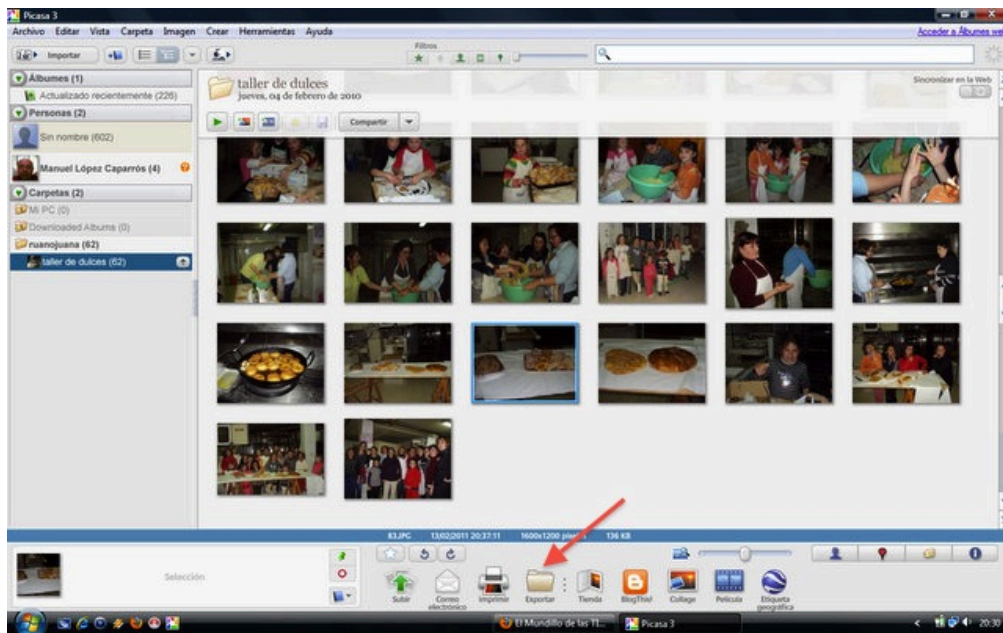 Picasa 3
Archivo Editar Vista Carpeta Imagen Crear Herramientas Ayuda
Acceder a Álbumes we
Importar
Filtros
Álbumes (1)
Actualizado recientemente (226)
Personas (2)
Sin nombre (602)
Manuel López Caparrós (4)
Carpetas (2)
Mi PC (0)
Downloaded Albums (0)
ruanojuana (62)
taller de dulces (62)
taller de dulces
jueves, 04 de febrero de 2010
Sincronizar en la Web
Compartir
83.JPG 13/02/2011 20:37:11 1600x1200 136 KB
Selección
Subir
Correo electrónico
Imprimir
Exportar
Tienda
BlogThis!
Collage
Película
Etiqueta geográfica
El Mundillo de las TI...
Picasa 3
20:30